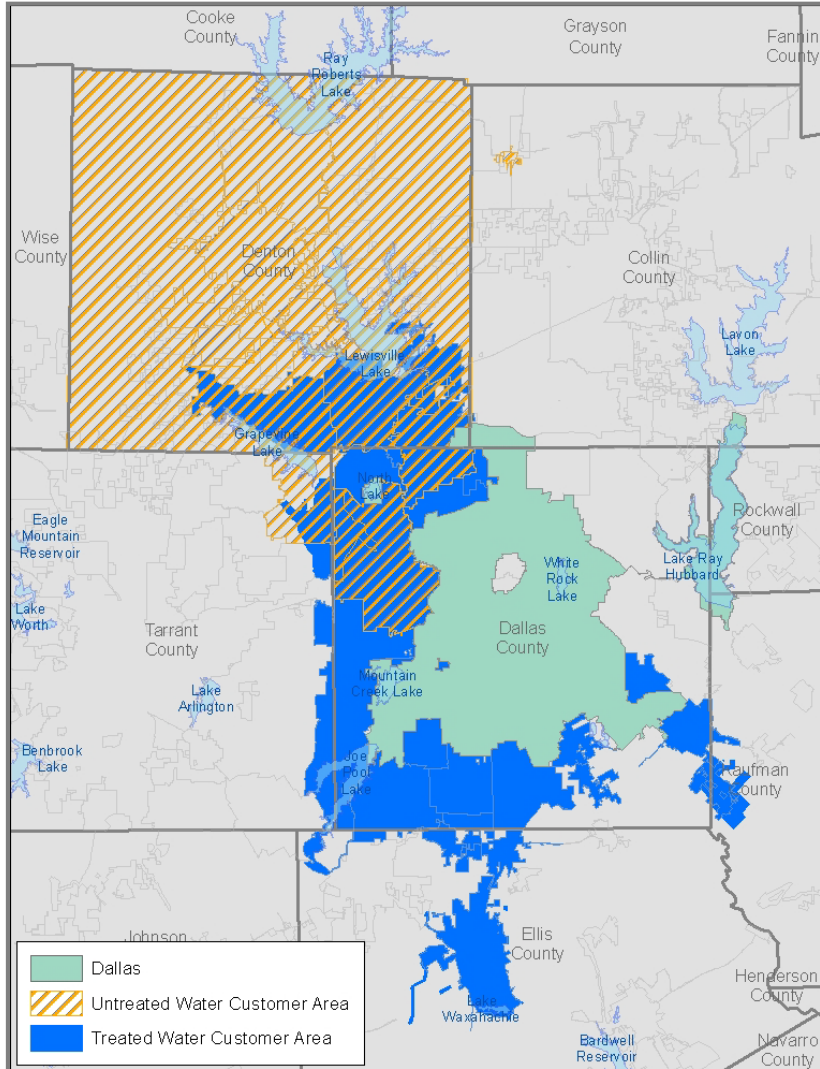 Cooke
County
Grayson
County
Fannin
County
Ray
Roberts
Lake
Wise
County
Denton
County
Collin
County
Lavon
Lake
Lewisville
Lake
Grapevine
Lake
North
Lake
Eagle
Mountain
Reservoir
Rockwall
County
White
Rock
Lake
Lake Ray
Hubbard
Lake
Worth
Tarrant
County
Dallas
County
Mountain
Creek Lake
Lake
Arlington
Benbrook
Lake
Joe
Pool
Lake
Kaufman
County
Johnson
Ellis
County
Henderson
County
Lake
Waxahachie
Bardwell
Reservoir
Navarro
County
Dallas
Untreated Water Customer Area
Treated Water Customer Area